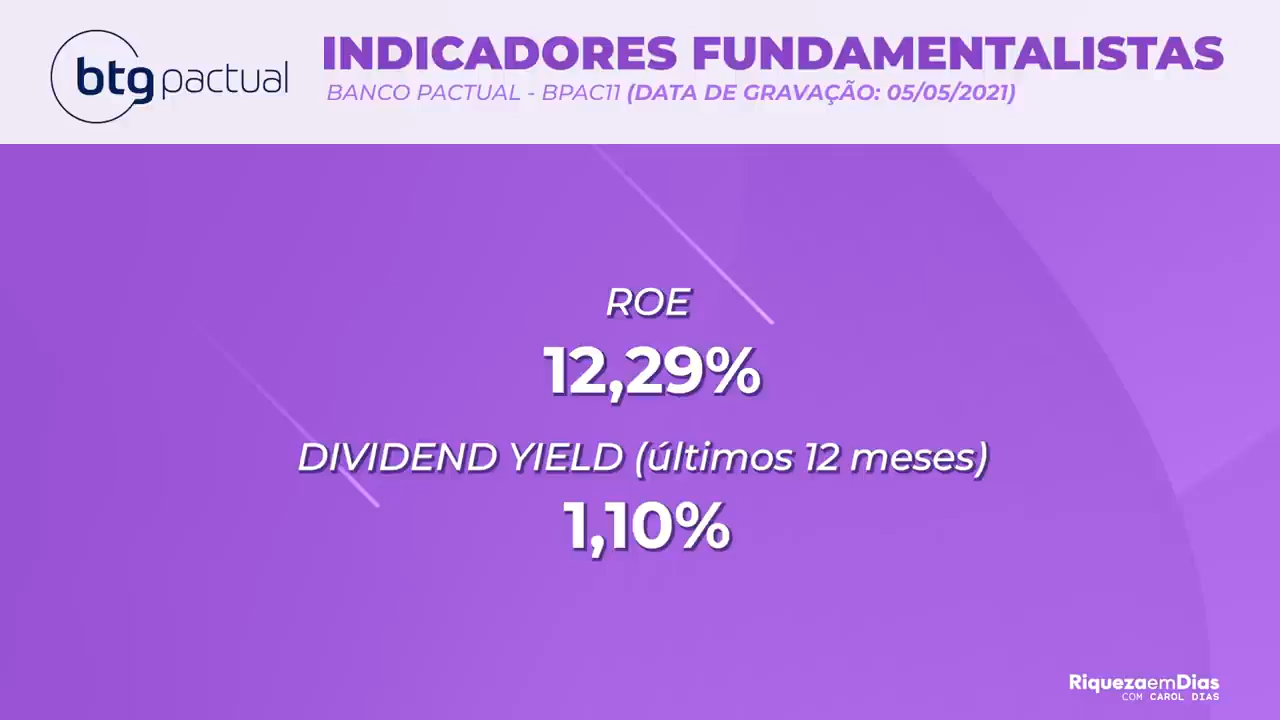 btg pactual
INDICADORES FUNDAMENTALISTAS
BANCO PACTUAL - BPAC11 (DATA DE GRAVAÇÃO: 05/05/2021)
ROE
12,29%
DIVIDEND YIELD (últimos 12 meses)
1,10%
RiquezaemDias
COM CAROL DIAS